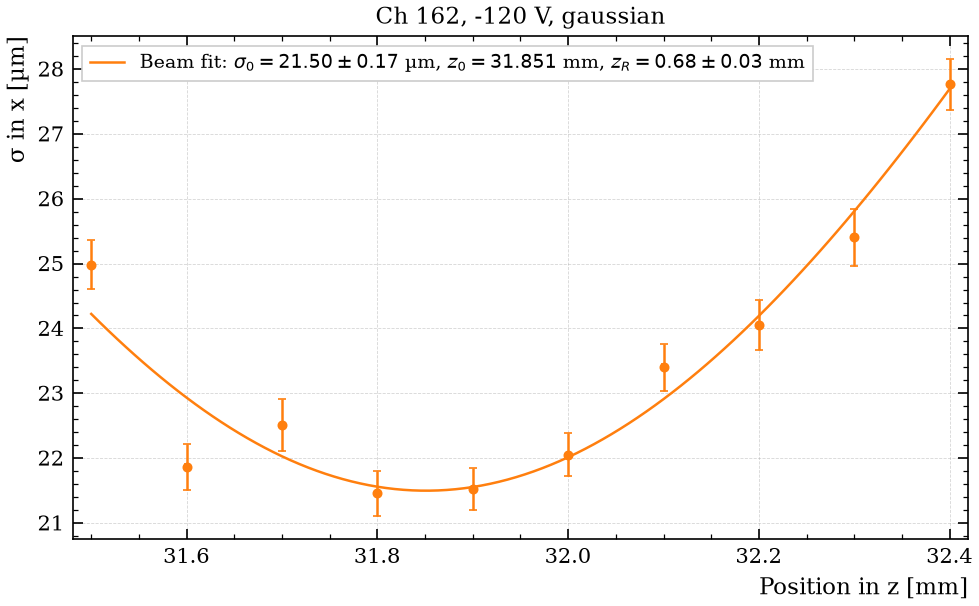 Ch 162, -120 V, gaussian
Beam fit: σ₀ = 21.50 ± 0.17 µm, z₀ = 31.851 mm, z_R = 0.68 ± 0.03 mm
σ in x [µm]
28
27
26
25
24
23
22
21
31.6 31.8 32.0 32.2 32.4
Position in z [mm]